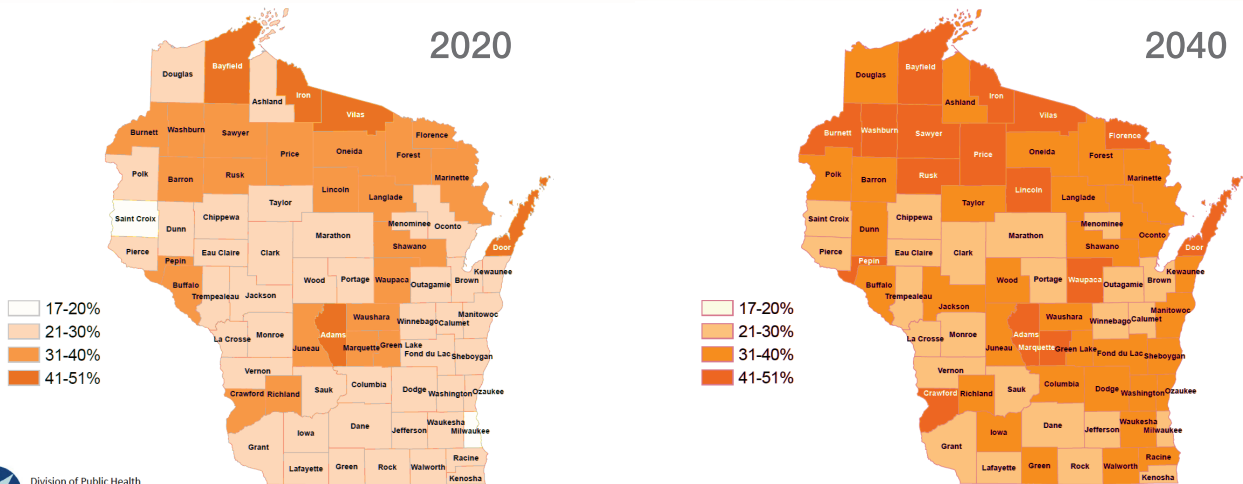 2020
Douglas
Bayfield
Ashland
Iron
Vilas
Burnett
Washburn
Sawyer
Price
Oneida
Florence
Forest
Polk
Barron
Rusk
Lincoln
Langlade
Marinette
Taylor
Saint Croix
Dunn
Chippewa
Marathon
Menominee
Oconto
Pierce
Eau Claire
Clark
Shawano
Door
Pepin
Buffalo
Trempealeau
Jackson
Wood
Portage
Waupaca
Outagamie
Brown
Kewaunee
La Crosse
Monroe
Juneau
Adams
Waushara
Marquette
Green Lake
Winnebago
Calumet
Manitowoc
Fond du Lac
Sheboygan
Vernon
Crawford
Richland
Sauk
Columbia
Dodge
Washington
Ozaukee
Grant
Iowa
Dane
Jefferson
Waukesha
Milwaukee
Lafayette
Green
Rock
Walworth
Racine
Kenosha
17-20%
21-30%
31-40%
41-51%
Division of Public Health
2040
Douglas
Bayfield
Ashland
Iron
Vilas
Burnett
Washburn
Sawyer
Price
Oneida
Florence
Forest
Polk
Barron
Rusk
Lincoln
Langlade
Marinette
Taylor
Saint Croix
Dunn
Chippewa
Marathon
Menominee
Oconto
Pierce
Eau Claire
Clark
Shawano
Door
Pepin
Buffalo
Trempealeau
Jackson
Wood
Portage
Waupaca
Outagamie
Brown
Kewaunee
La Crosse
Monroe
Juneau
Adams
Waushara
Marquette
Green Lake
Winnebago
Calumet
Manitowoc
Fond du Lac
Sheboygan
Vernon
Crawford
Richland
Sauk
Columbia
Dodge
Washington
Ozaukee
Grant
Iowa
Dane
Jefferson
Waukesha
Milwaukee
Lafayette
Green
Rock
Walworth
Racine
Kenosha
17-20%
21-30%
31-40%
41-51%